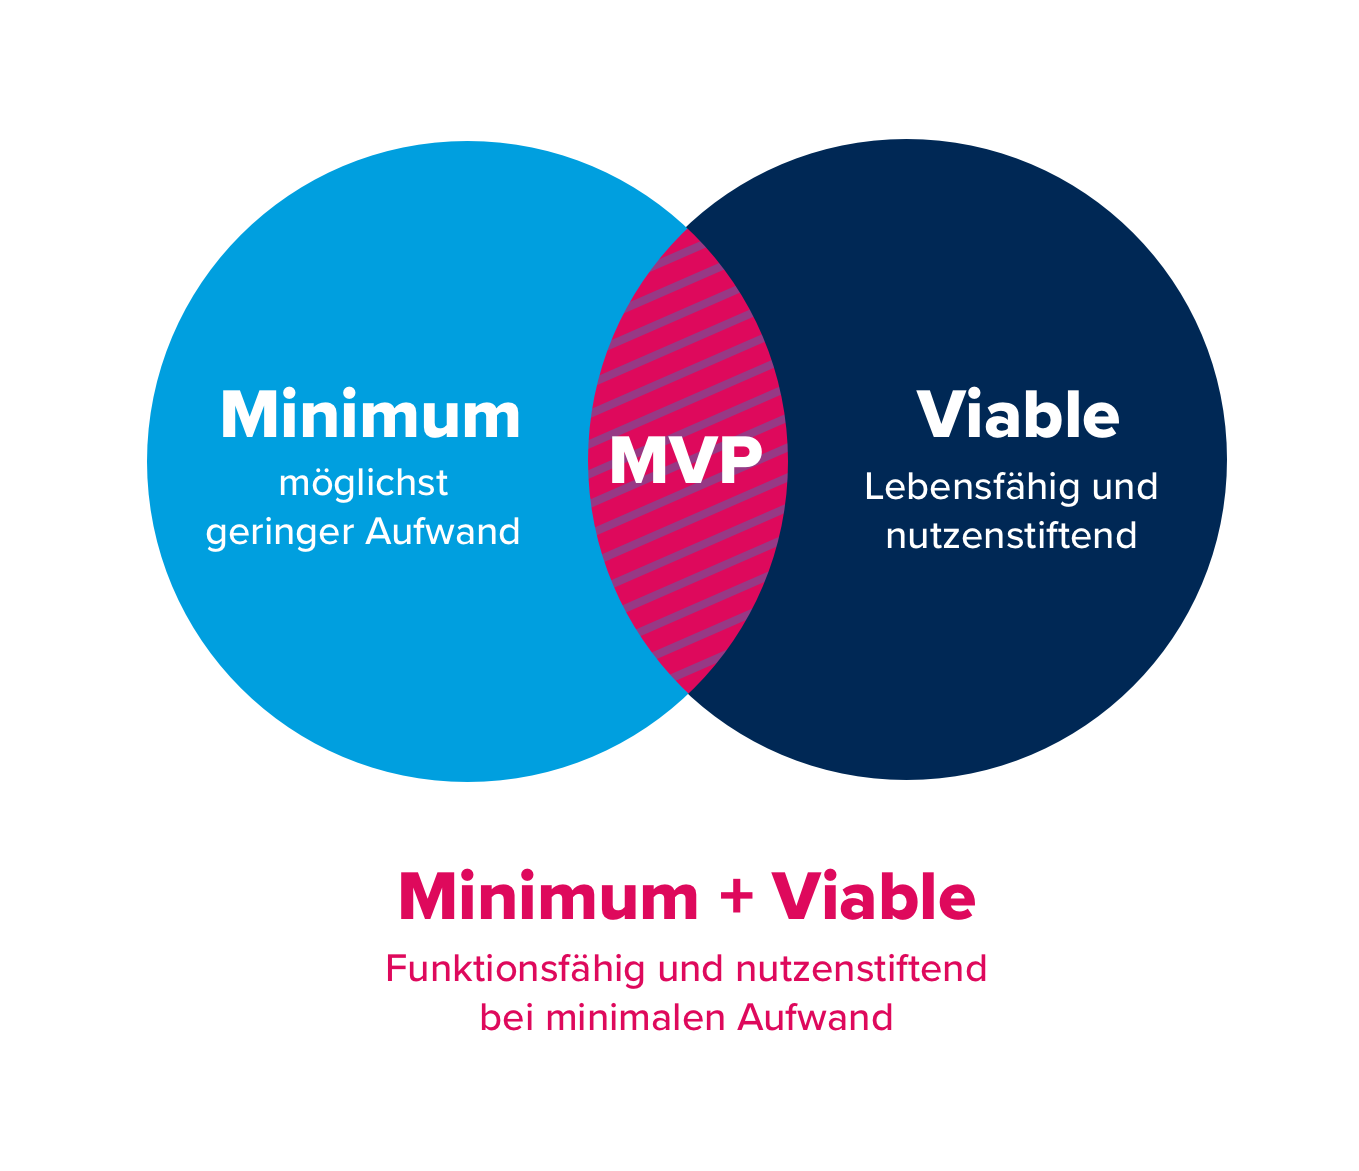 Minimum
möglichst
geringer Aufwand
MVP
Viable
Lebensfähig und
nutzenstiftend
Minimum + Viable
Funktionsfähig und nutzenstiftend
bei minimalen Aufwand